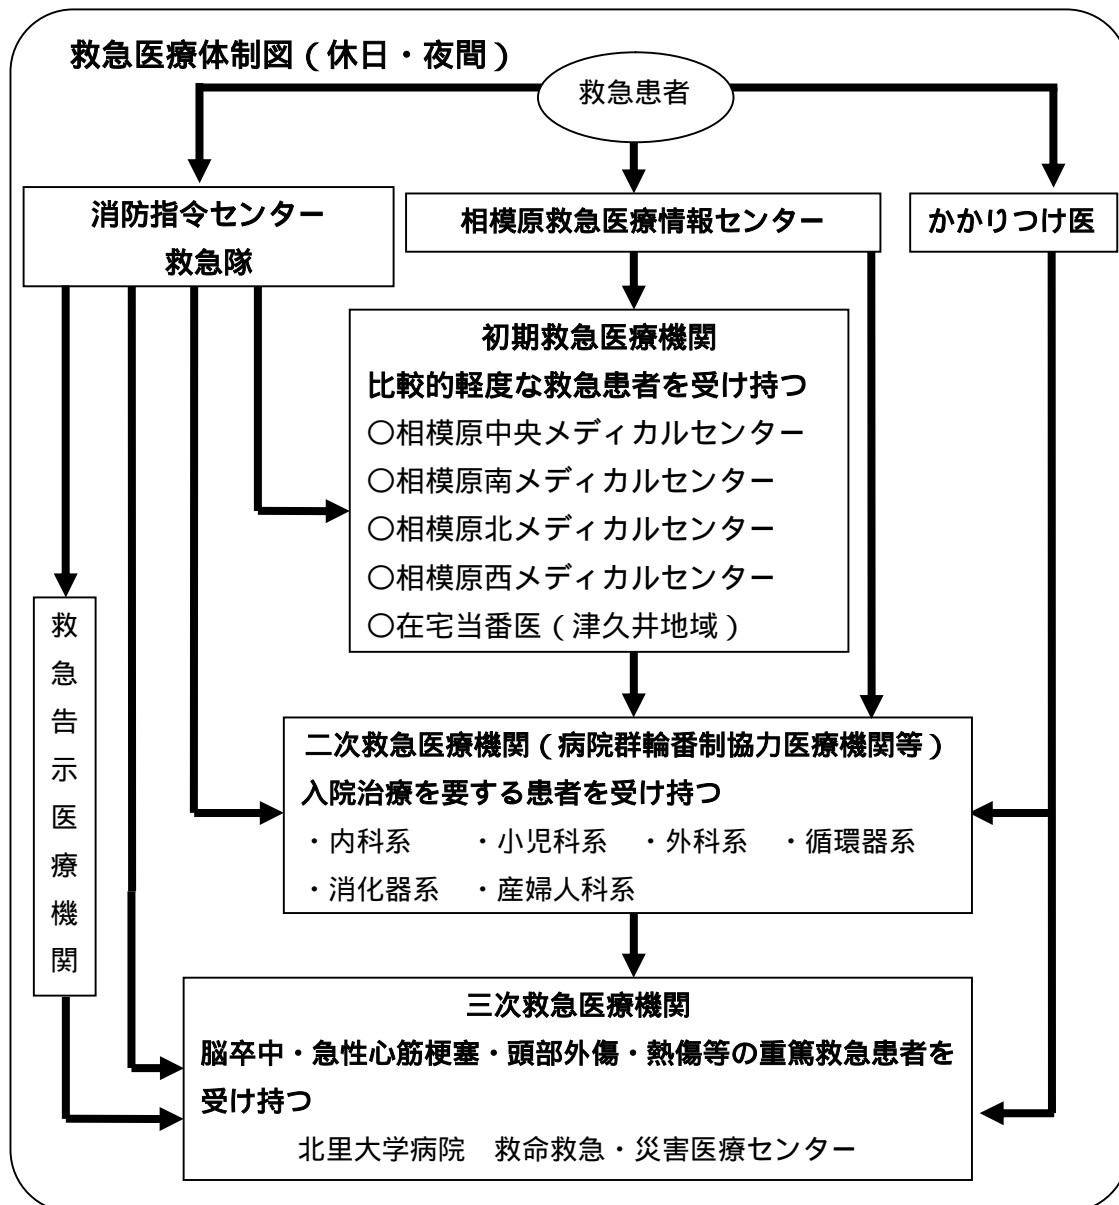 救急医療体制図（休日・夜間）
救急患者
消防指令センター
救急隊
相模原救急医療情報センター
かかりつけ医
初期救急医療機関
比較的軽度な救急患者を受け持つ
〇相模原中央メディカルセンター
〇相模原南メディカルセンター
〇相模原北メディカルセンター
〇相模原西メディカルセンター
〇在宅当番医（津久井地域）
救急告示医療機関
二次救急医療機関（病院群輪番制協力医療機関等）
入院治療を要する患者を受け持つ
・内科系　・小児科系　・外科系　・循環器系
・消化器系　・産婦人科系
三次救急医療機関
脳卒中・急性心筋梗塞・頭部外傷・熱傷等の重篤救急患者を
受け持つ
北里大学病院　救命救急・災害医療センター